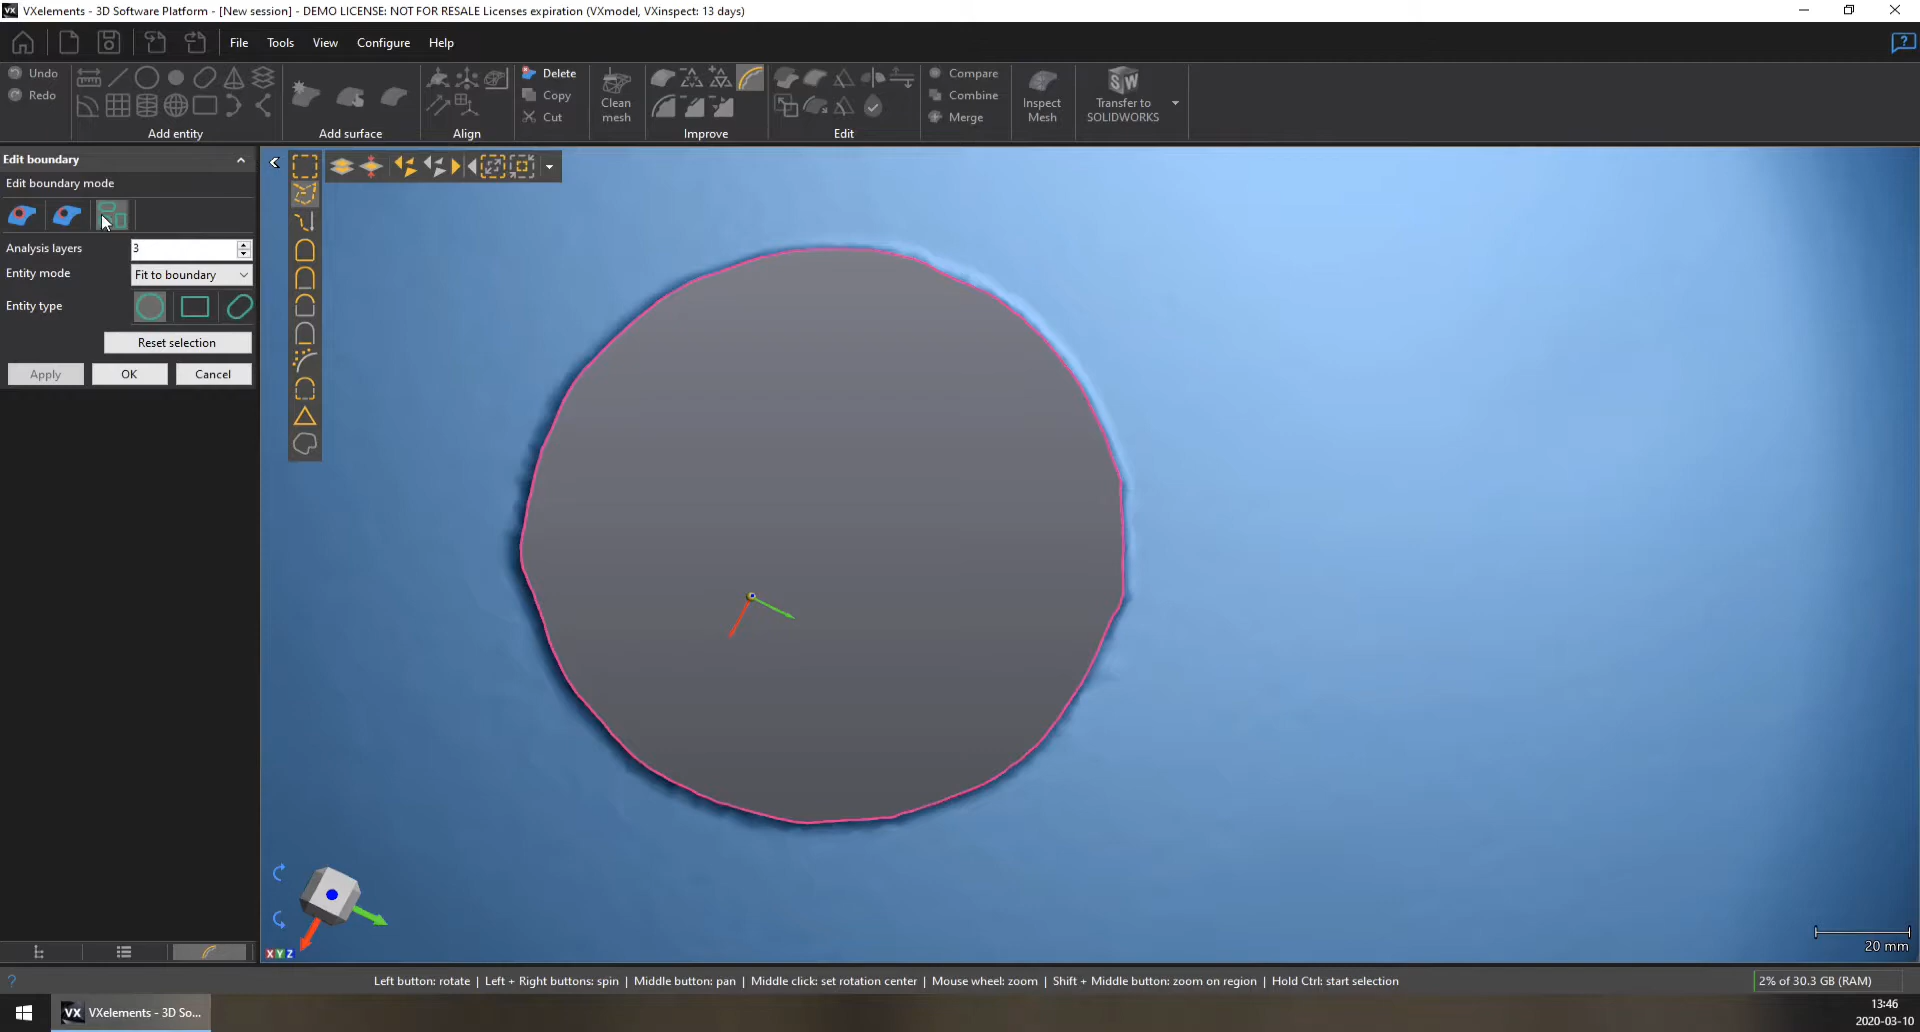 VX VXelements - 3D Software Platform - [New session] - DEMO LICENSE: NOT FOR RESALE Licenses expiration (VXmodel, VXinspect: 13 days)
File Tools View Configure Help
Undo
Redo
Add entity
Add surface
Align
Delete
Copy
Cut
Clean
mesh
Improve
Edit
Compare
Combine
Merge
Inspect
Mesh
SW
Transfer to
SOLIDWORKS
Edit boundary
Edit boundary mode
Analysis layers 3
Entity mode Fit to boundary
Entity type
Reset selection
Apply OK Cancel
X Y Z
20 mm
? Left button: rotate | Left + Right buttons: spin | Middle button: pan | Middle click: set rotation center | Mouse wheel: zoom | Shift + Middle button: zoom on region | Hold Ctrl: start selection
2% of 30.3 GB (RAM)
VX VXelements - 3D So...
13:46
2020-03-10